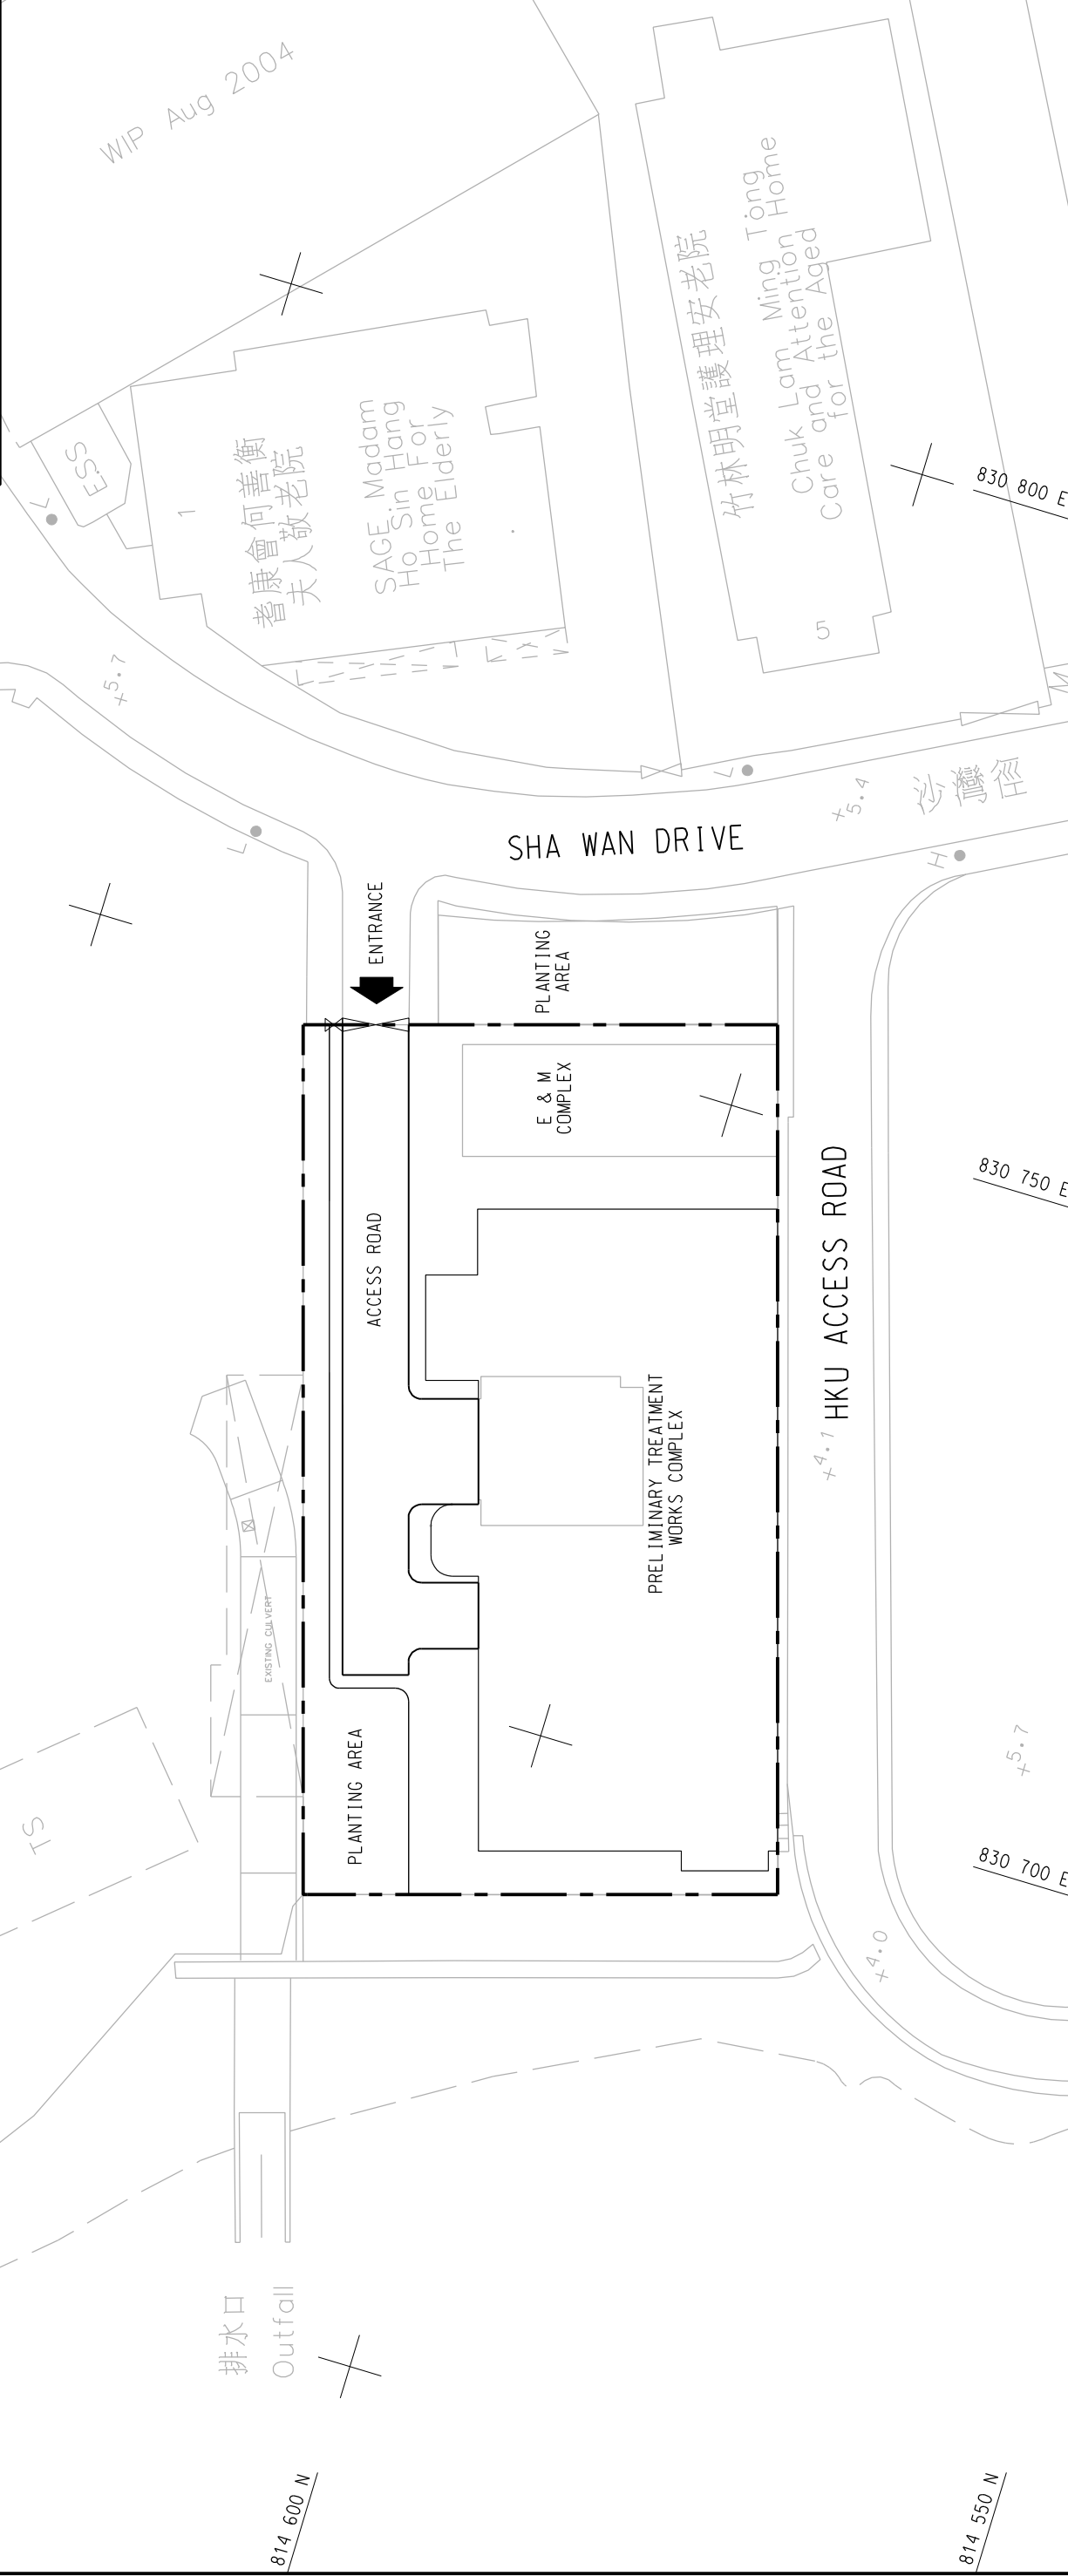 WIP Aug 2004
ESS
L
1
耆康會何善衡
夫人敬老院
SAGE Madam
Ho Sin Hang
Home For
The Elderly
竹林明堂護理安老院
Chuk Lam Ming Tong
Care and Attention Home
for the Aged
5
830 800 E
+5.7
L
L
+5.4
沙灣徑
SHA WAN DRIVE
H
ENTRANCE
PLANTING
AREA
E & M
COMPLEX
HKU ACCESS ROAD
830 750 E
ACCESS ROAD
PRELIMINARY TREATMENT
WORKS COMPLEX
+4.1
EXISTING CULVERT
PLANTING AREA
TS
+5.7
830 700 E
+4.0
排水口
Outfall
814 600 N
814 550 N